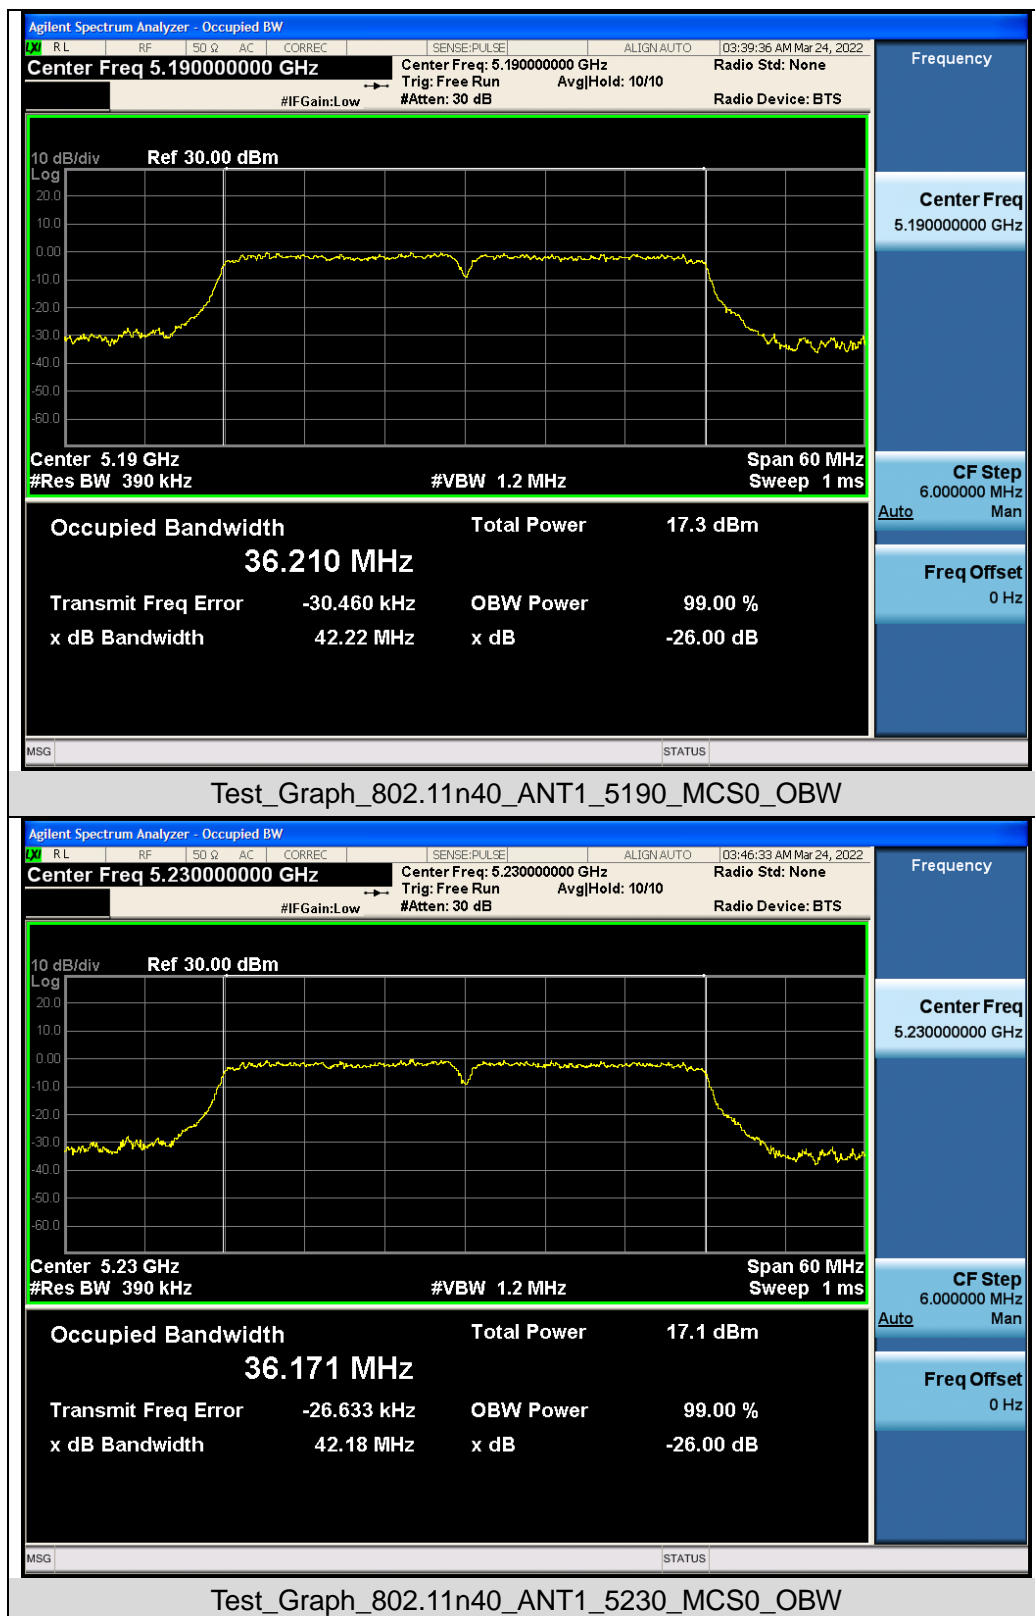 Agilent Spectrum Analyzer - Occupied BW
LXI RL RF 50 Ω AC CORREC SENSE:PULSE ALIGN AUTO 03:39:36 AM Mar 24, 2022
Center Freq 5.190000000 GHz Center Freq: 5.190000000 GHz Radio Std: None
Trig: Free Run Avg|Hold: 10/10
#IFGain:Low #Atten: 30 dB Radio Device: BTS
10 dB/div Ref 30.00 dBm
Log
20.0
10.0
0.00
-10.0
-20.0
-30.0
-40.0
-50.0
-60.0
Center 5.19 GHz Span 60 MHz
#Res BW 390 kHz #VBW 1.2 MHz Sweep 1 ms
Occupied Bandwidth Total Power 17.3 dBm
36.210 MHz
Transmit Freq Error -30.460 kHz OBW Power 99.00 %
x dB Bandwidth 42.22 MHz x dB -26.00 dB
MSG STATUS
Frequency
Center Freq
5.190000000 GHz
CF Step
6.000000 MHz
Auto Man
Freq Offset
0 Hz
Test_Graph_802.11n40_ANT1_5190_MCS0_OBW
Agilent Spectrum Analyzer - Occupied BW
LXI RL RF 50 Ω AC CORREC SENSE:PULSE ALIGN AUTO 03:46:33 AM Mar 24, 2022
Center Freq 5.230000000 GHz Center Freq: 5.230000000 GHz Radio Std: None
Trig: Free Run Avg|Hold: 10/10
#IFGain:Low #Atten: 30 dB Radio Device: BTS
10 dB/div Ref 30.00 dBm
Log
20.0
10.0
0.00
-10.0
-20.0
-30.0
-40.0
-50.0
-60.0
Center 5.23 GHz Span 60 MHz
#Res BW 390 kHz #VBW 1.2 MHz Sweep 1 ms
Occupied Bandwidth Total Power 17.1 dBm
36.171 MHz
Transmit Freq Error -26.633 kHz OBW Power 99.00 %
x dB Bandwidth 42.18 MHz x dB -26.00 dB
MSG STATUS
Frequency
Center Freq
5.230000000 GHz
CF Step
6.000000 MHz
Auto Man
Freq Offset
0 Hz
Test_Graph_802.11n40_ANT1_5230_MCS0_OBW